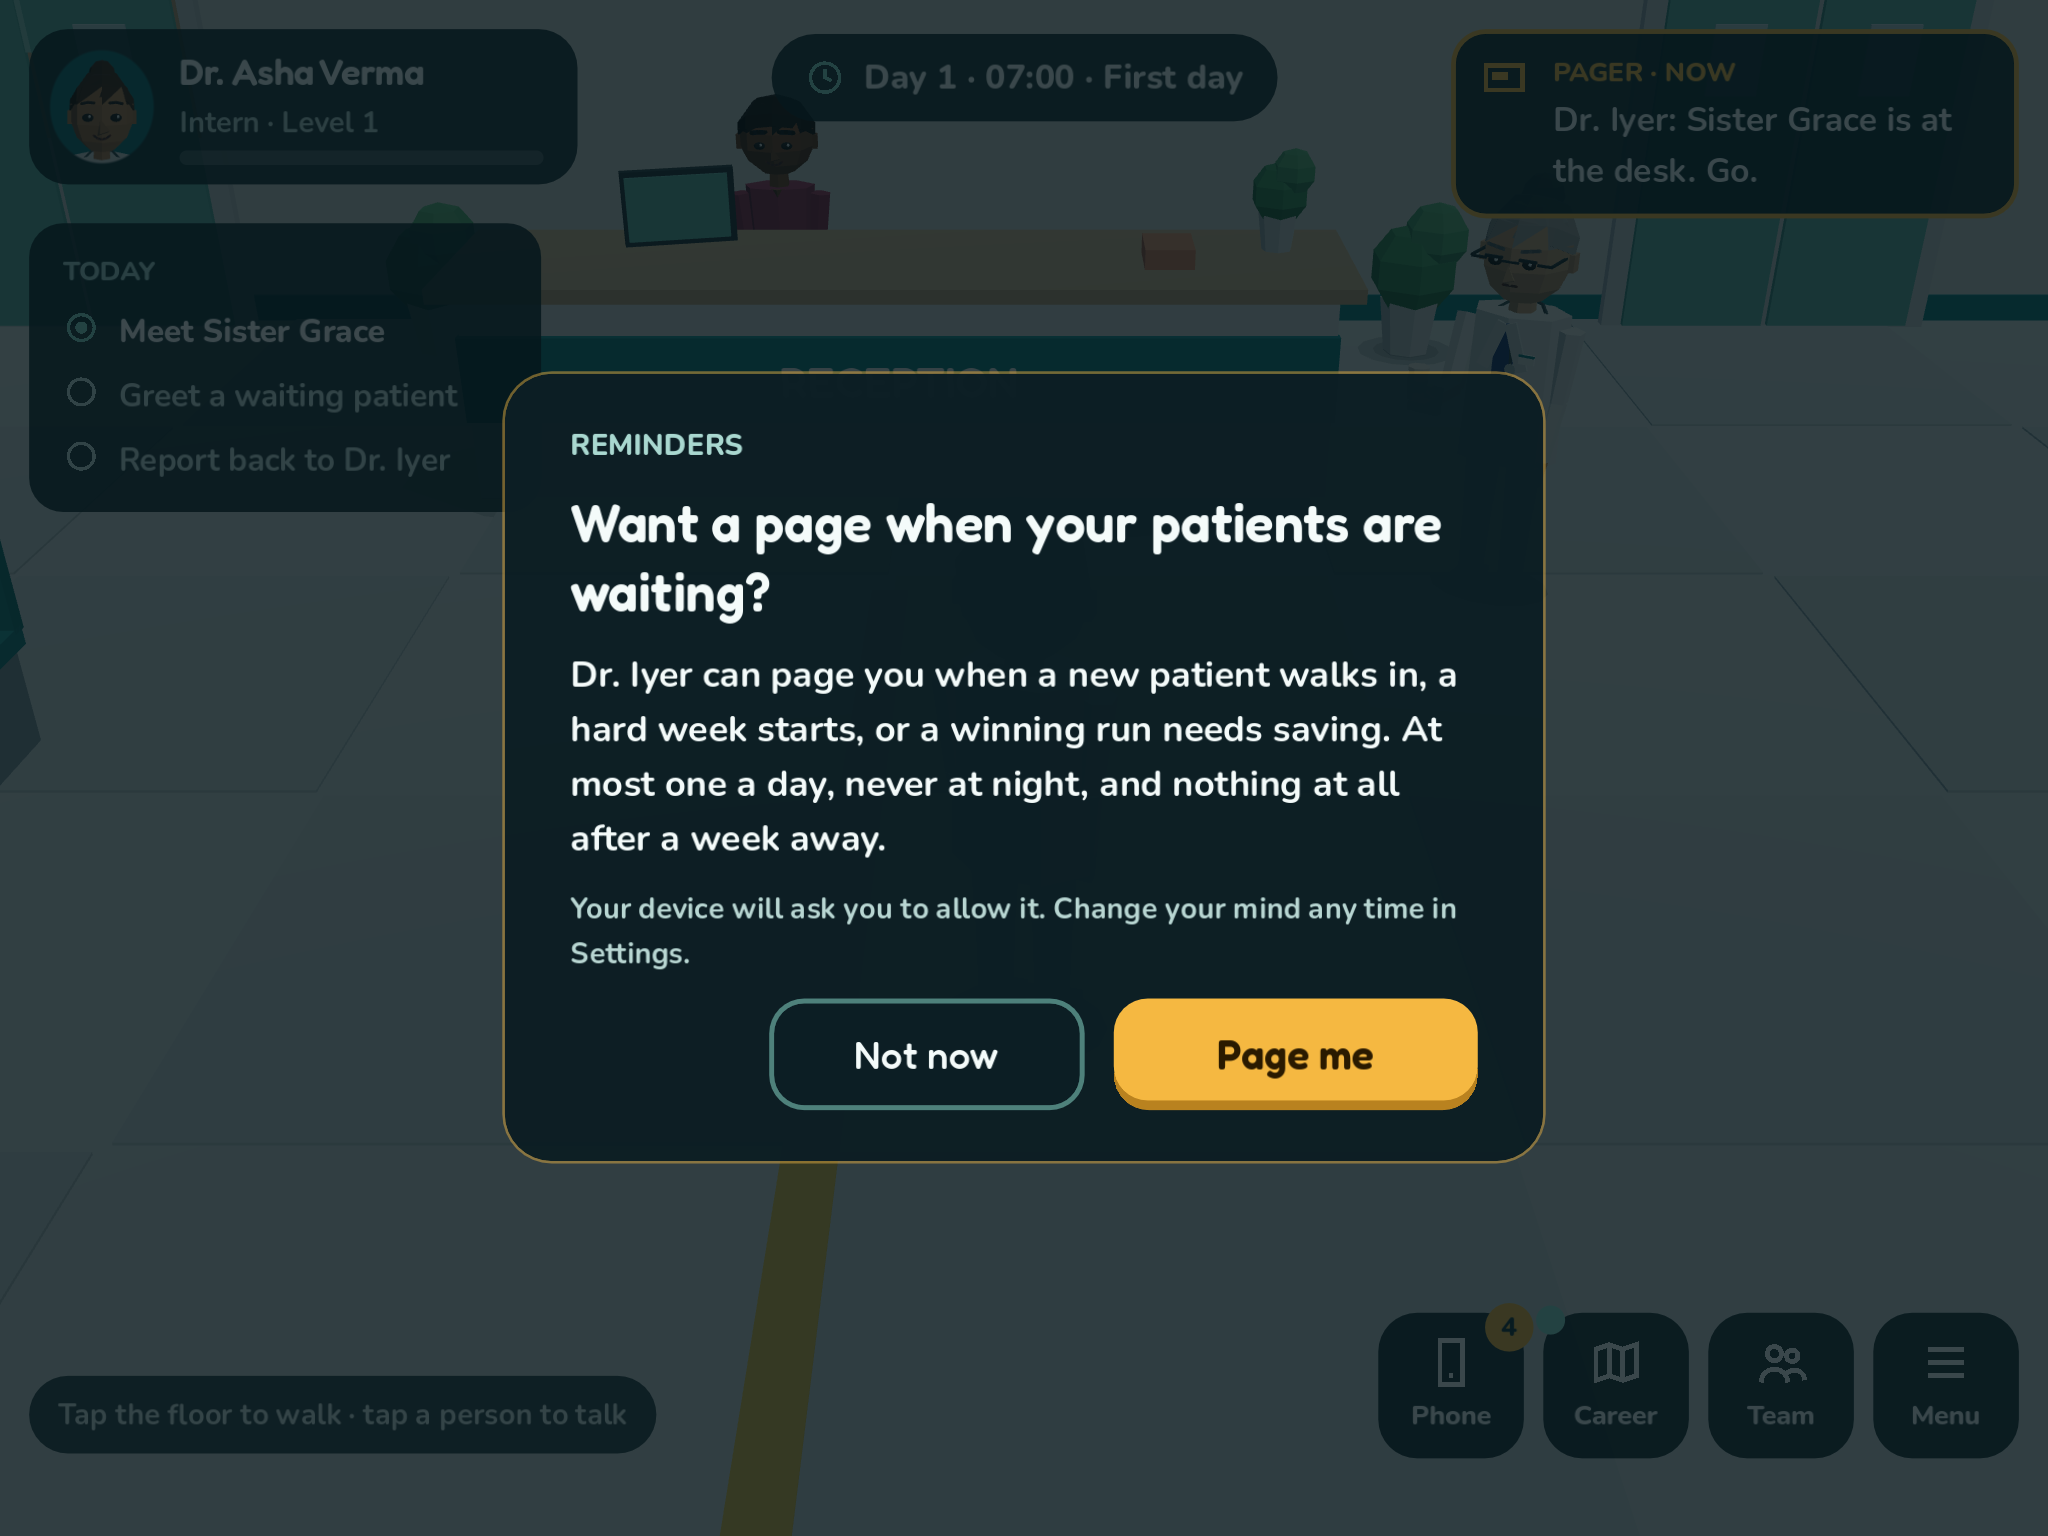 Dr. Asha Verma
Intern · Level 1
Day 1 · 07:00 · First day
PAGER · NOW
Dr. Iyer: Sister Grace is at
the desk. Go.
TODAY
Meet Sister Grace
Greet a waiting patient
Report back to Dr. Iyer
RECEPTION
REMINDERS
Want a page when your patients are
waiting?
Dr. Iyer can page you when a new patient walks in, a
hard week starts, or a winning run needs saving. At
most one a day, never at night, and nothing at all
after a week away.
Your device will ask you to allow it. Change your mind any time in
Settings.
Not now
Page me
Tap the floor to walk · tap a person to talk
4
Phone
Career
Team
Menu